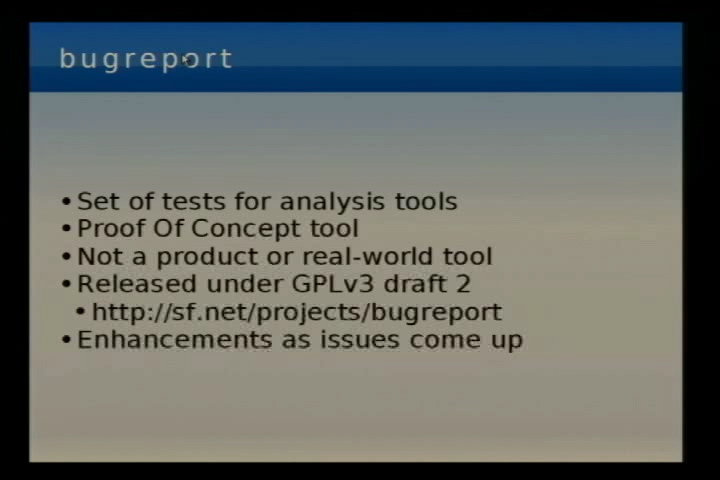 bugreport
•Set of tests for analysis tools
•Proof Of Concept tool
•Not a product or real-world tool
•Released under GPLv3 draft 2
•http://sf.net/projects/bugreport
•Enhancements as issues come up